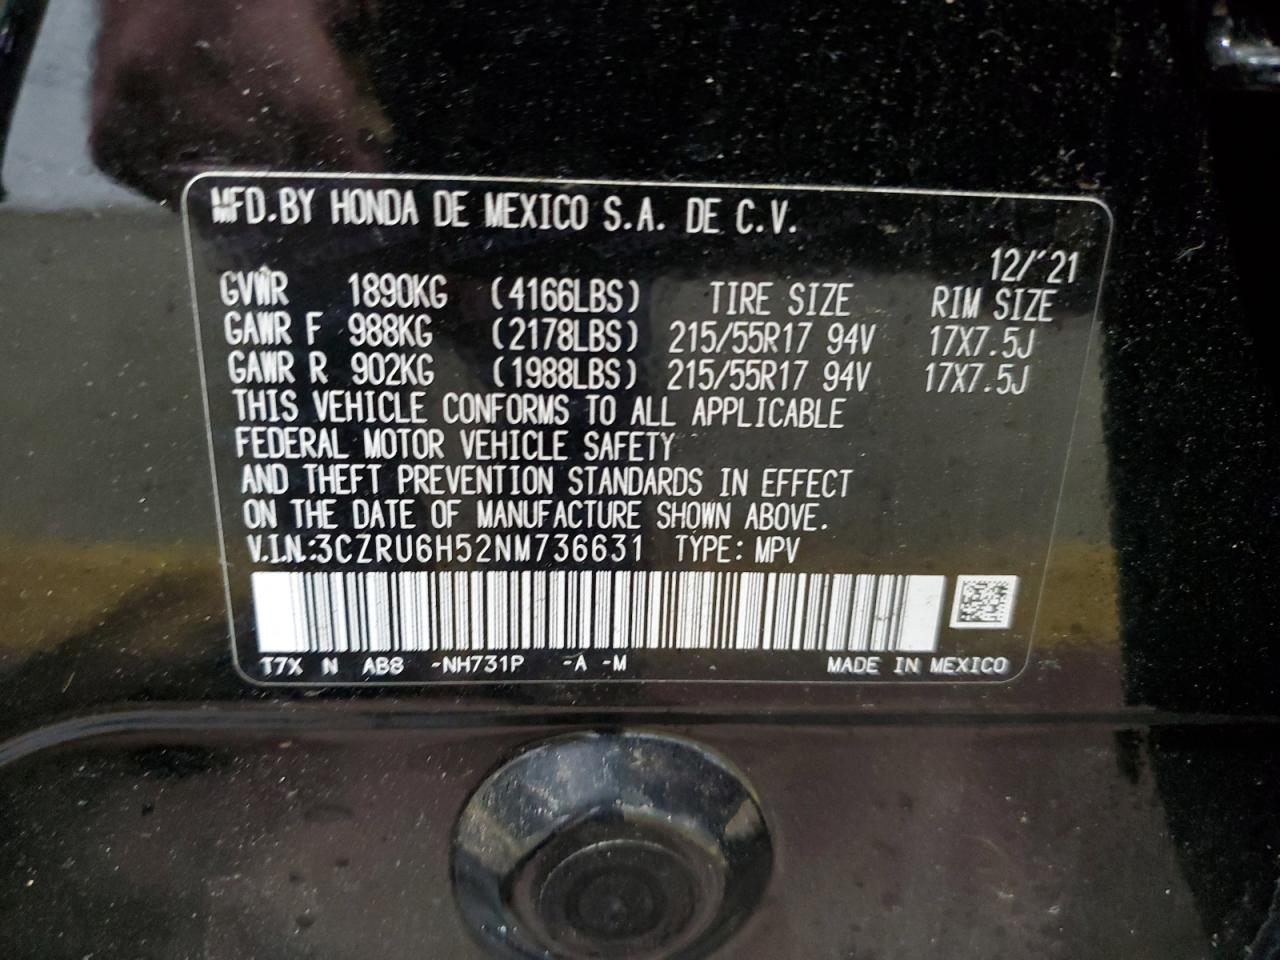 MFD.BY HONDA DE MEXICO S.A. DE C.V.
12/'21
GVWR 1890KG (4166LBS) TIRE SIZE RIM SIZE
GAWR F 988KG (2178LBS) 215/55R17 94V 17X7.5J
GAWR R 902KG (1988LBS) 215/55R17 94V 17X7.5J
THIS VEHICLE CONFORMS TO ALL APPLICABLE
FEDERAL MOTOR VEHICLE SAFETY
AND THEFT PREVENTION STANDARDS IN EFFECT
ON THE DATE OF MANUFACTURE SHOWN ABOVE.
V.I.N.:3CZRU6H52NM736631 TYPE: MPV
T7X N AB8 -NH731P -A -M MADE IN MEXICO